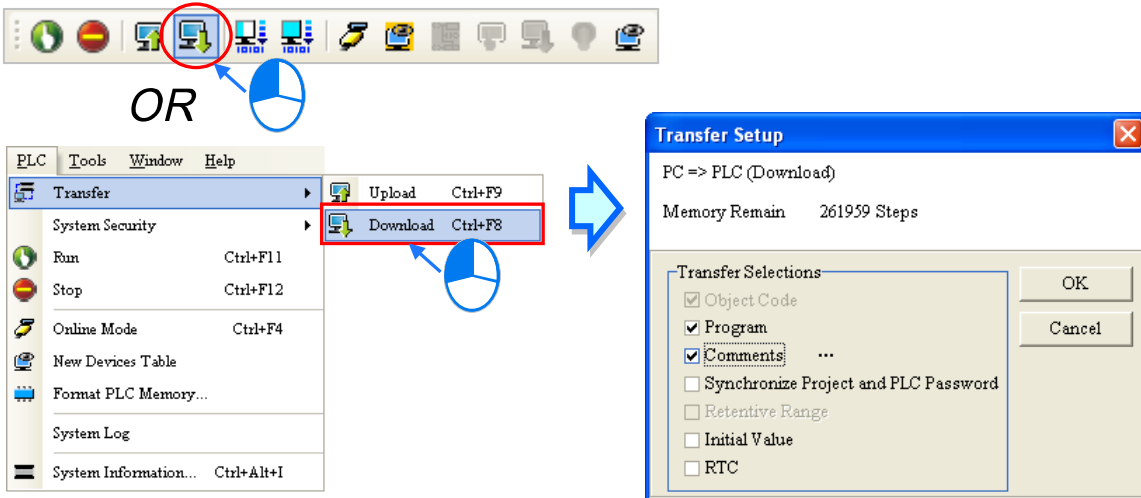 OR
PLC Tools Window Help
Transfer
System Security
Run Ctrl+F11
Stop Ctrl+F12
Online Mode Ctrl+F4
New Devices Table
Format PLC Memory...
System Log
System Information... Ctrl+Alt+I
Upload Ctrl+F9
Download Ctrl+F8
Transfer Setup
PC => PLC (Download)
Memory Remain 261959 Steps
Transfer Selections
Object Code
Program
Comments ...
Synchronize Project and PLC Password
Retentive Range
Initial Value
RTC
OK
Cancel